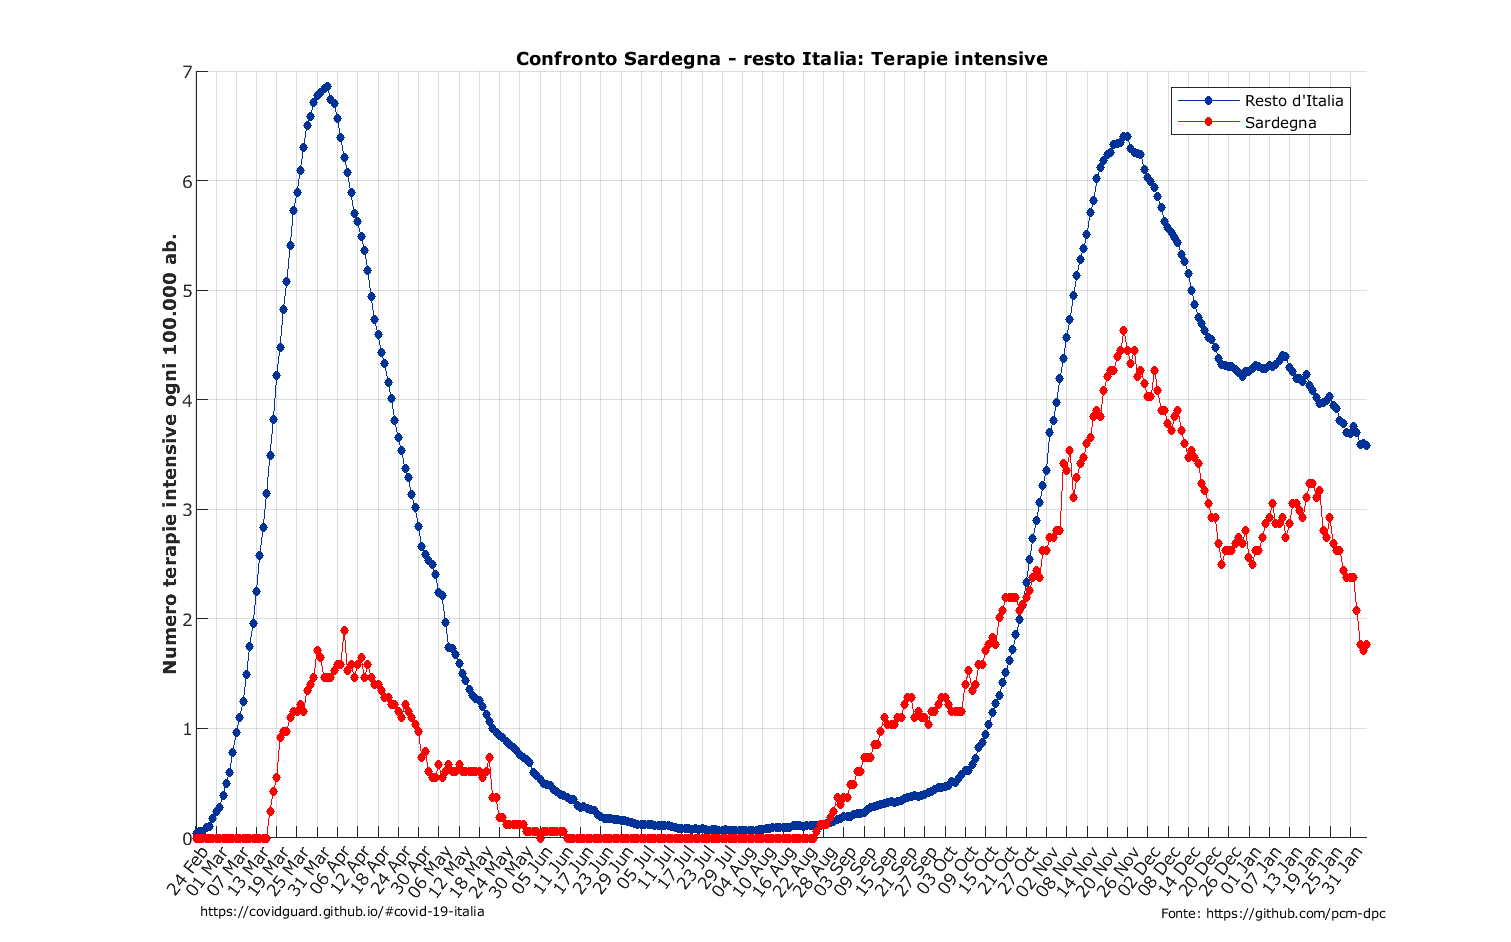 Confronto Sardegna - resto Italia: Terapie intensive
Resto d'Italia
Sardegna
Numero terapie intensive ogni 100.000 ab.
7
6
5
4
3
2
1
0
24 Feb
01 Mar
07 Mar
13 Mar
19 Mar
25 Mar
31 Mar
06 Apr
12 Apr
18 Apr
24 Apr
30 Apr
06 May
12 May
18 May
24 May
30 May
05 Jun
11 Jun
17 Jun
23 Jun
29 Jun
05 Jul
11 Jul
17 Jul
23 Jul
29 Jul
04 Aug
10 Aug
16 Aug
22 Aug
28 Aug
03 Sep
09 Sep
15 Sep
21 Sep
27 Sep
03 Oct
09 Oct
15 Oct
21 Oct
27 Oct
02 Nov
08 Nov
14 Nov
20 Nov
26 Nov
02 Dec
08 Dec
14 Dec
20 Dec
26 Dec
01 Jan
07 Jan
13 Jan
19 Jan
25 Jan
31 Jan
https://covidguard.github.io/#covid-19-italia
Fonte: https://github.com/pcm-dpc